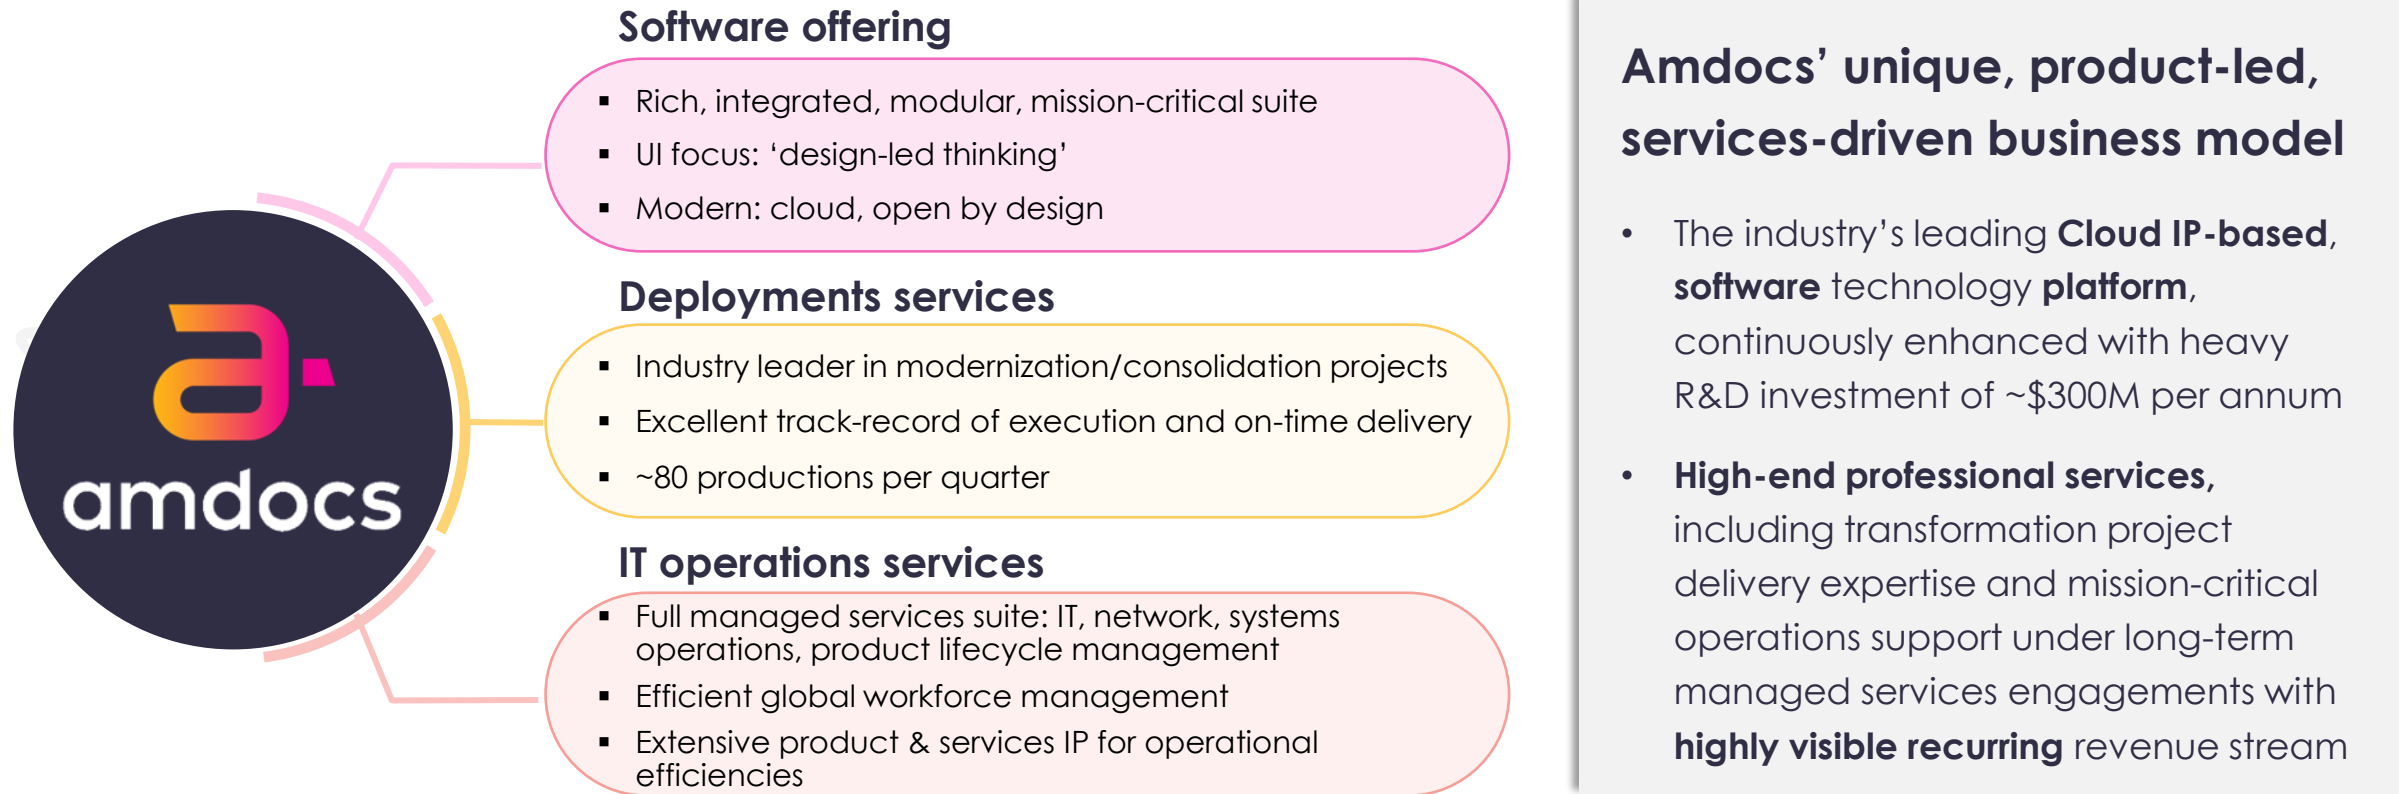 amdocs
Software offering
▪ Rich, integrated, modular, mission-critical suite
▪ UI focus: ‘design-led thinking’
▪ Modern: cloud, open by design
Deployments services
▪ Industry leader in modernization/consolidation projects
▪ Excellent track-record of execution and on-time delivery
▪ ~80 productions per quarter
IT operations services
▪ Full managed services suite: IT, network, systems
operations, product lifecycle management
▪ Efficient global workforce management
▪ Extensive product & services IP for operational
efficiencies
Amdocs’ unique, product-led,
services-driven business model
• The industry’s leading Cloud IP-based,
software technology platform,
continuously enhanced with heavy
R&D investment of ~$300M per annum
• High-end professional services,
including transformation project
delivery expertise and mission-critical
operations support under long-term
managed services engagements with
highly visible recurring revenue stream